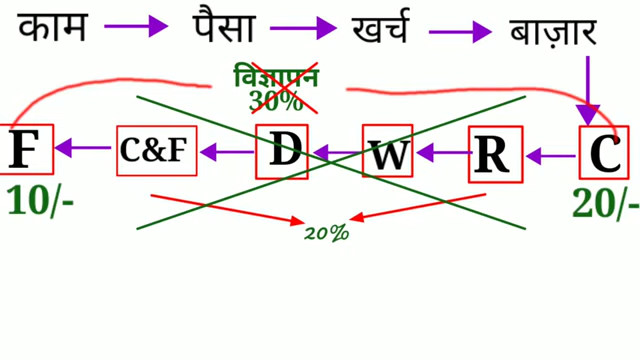 काम पैसा खर्च बाज़ार
विज्ञापन
30%
F C&F D W R C
10/- 20/-
20%